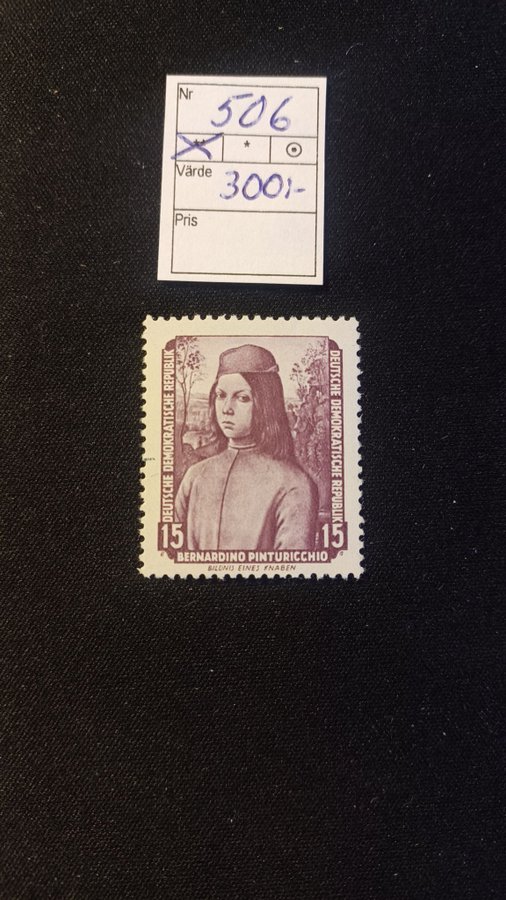 Nr 506
** * ⊙
Värde 300:-
Pris
DEUTSCHE DEMOKRATISCHE REPUBLIK
DEUTSCHE DEMOKRATISCHE REPUBLIK
15 15
BERNARDINO PINTURICCHIO
BILDNIS EINES KNABEN